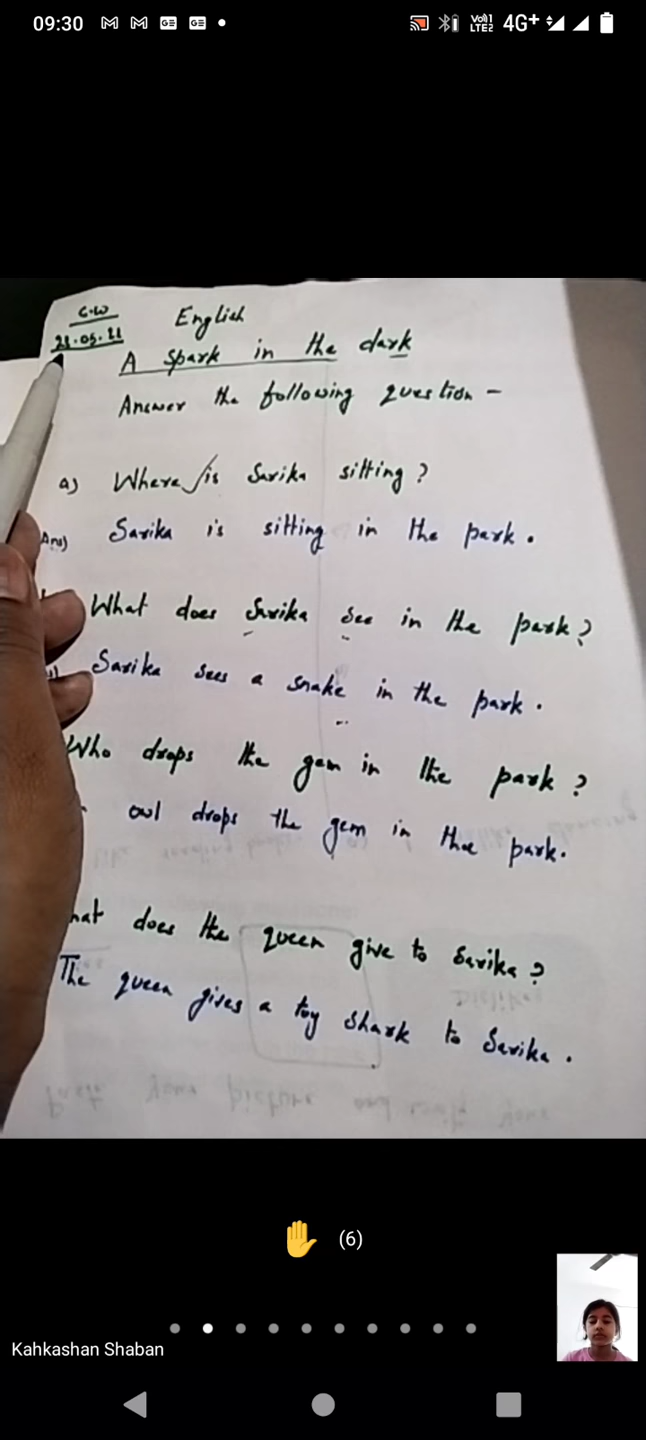 09:30 VoD1 LTE2 4G+
C.W
English
21.05.21
A Spark in the dark
Answer the following question -
a) Where is Sarika sitting?
Ans) Sarika is sitting in the park.
What does Sarika see in the park?
Sarika sees a snake in the park.
Who drops the gem in the park?
owl drops the gem in the park.
hat does the queen give to Sarika?
The queen gives a toy shark to Sarika.
(6)
Kahkashan Shaban